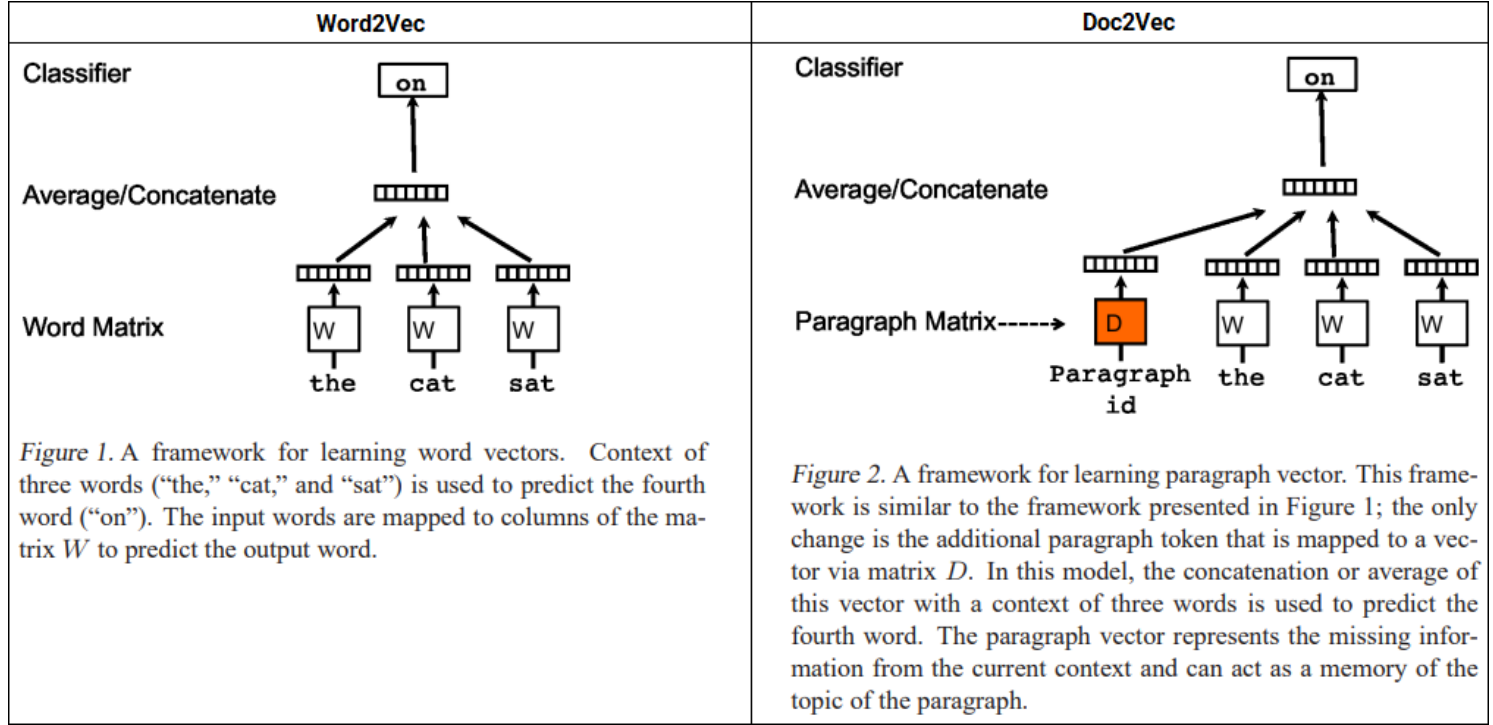 Word2Vec
Classifier
on
Average/Concatenate
Word Matrix
W W W
the cat sat
Figure 1. A framework for learning word vectors. Context of
three words (“the,” “cat,” and “sat”) is used to predict the fourth
word (“on”). The input words are mapped to columns of the ma-
trix W to predict the output word.
Doc2Vec
Classifier
on
Average/Concatenate
Paragraph Matrix
D W W W
Paragraph the cat sat
id
Figure 2. A framework for learning paragraph vector. This frame-
work is similar to the framework presented in Figure 1; the only
change is the additional paragraph token that is mapped to a vec-
tor via matrix D. In this model, the concatenation or average of
this vector with a context of three words is used to predict the
fourth word. The paragraph vector represents the missing infor-
mation from the current context and can act as a memory of the
topic of the paragraph.